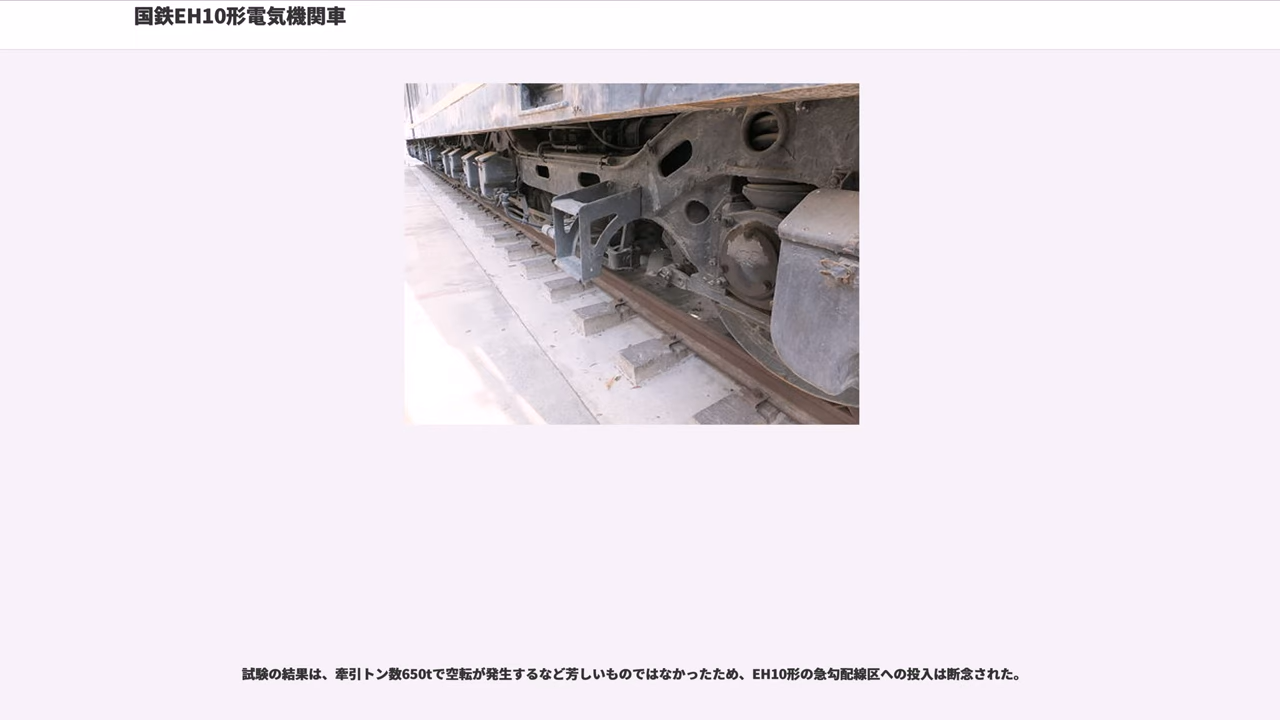 国鉄EH10形電気機関車
試験の結果は、牽引トン数650tで空転が発生するなど芳しいものではなかったため、EH10形の急勾配線区への投入は断念された。